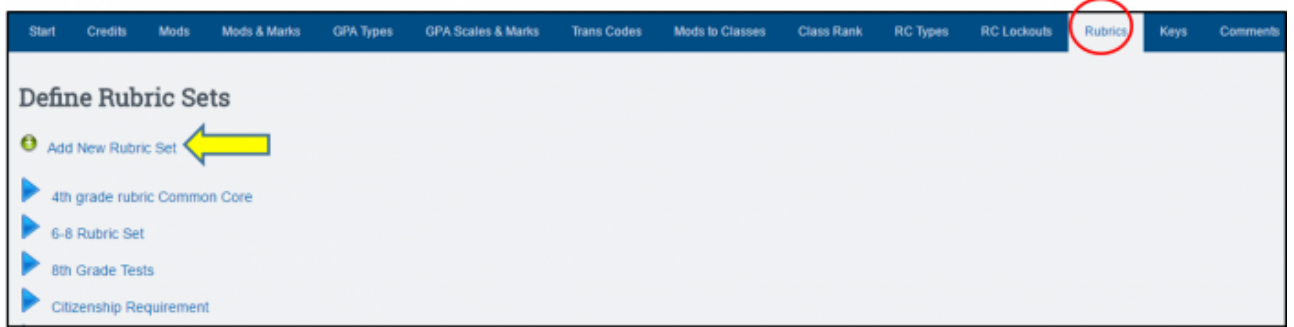 Start Credits Mods Mods & Marks GPA Types GPA Scales & Marks Trans Codes Mods to Classes Class Rank RC Types RC Lockouts Rubrics Keys Comments
Define Rubric Sets
Add New Rubric Set
4th grade rubric Common Core
6-8 Rubric Set
8th Grade Tests
Citizenship Requirement